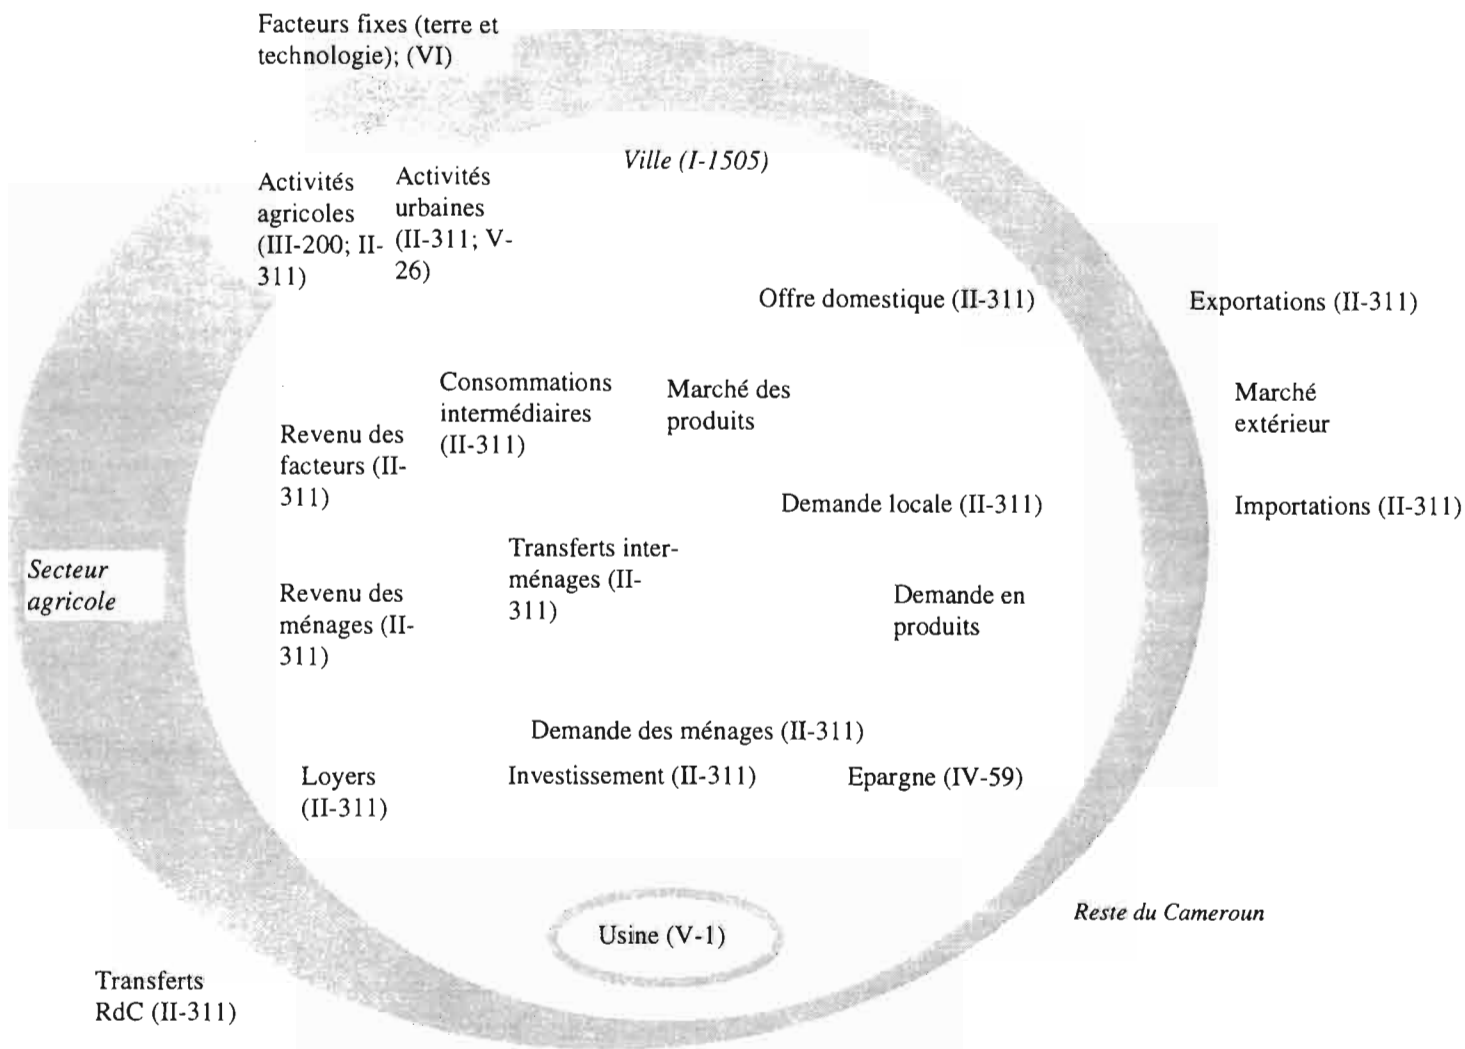 Facteurs fixes (terre et
technologie); (VI)
Ville (I-1505)
Activités
agricoles
(III-200; II-
311)
Activités
urbaines
(II-311; V-
26)
Offre domestique (II-311)
Exportations (II-311)
Consommations
intermédiaires
(II-311)
Marché des
produits
Marché
extérieur
Revenu des
facteurs (II-
311)
Demande locale (II-311)
Importations (II-311)
Secteur
agricole
Transferts inter-
ménages (II-
311)
Revenu des
ménages (II-
311)
Demande en
produits
Demande des ménages (II-311)
Loyers
(II-311)
Investissement (II-311)
Epargne (IV-59)
Reste du Cameroun
Usine (V-1)
Transferts
RdC (II-311)